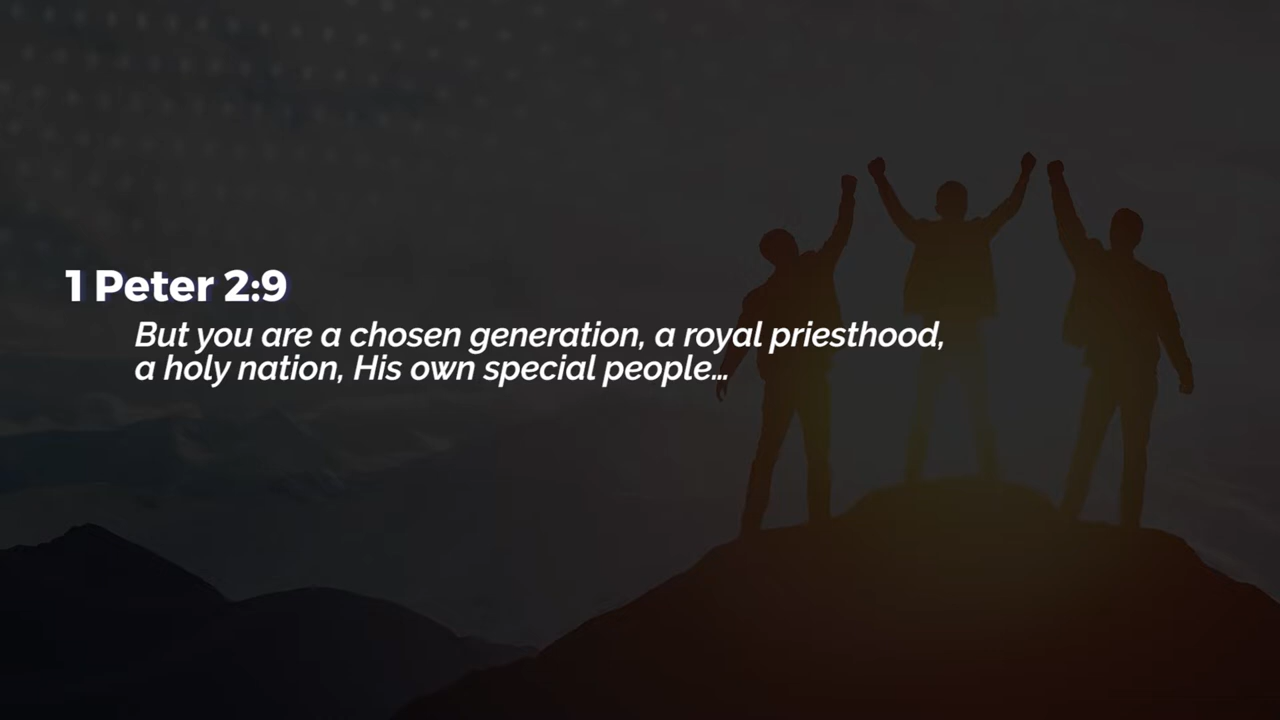 1 Peter 2:9
But you are a chosen generation, a royal priesthood,
a holy nation, His own special people...